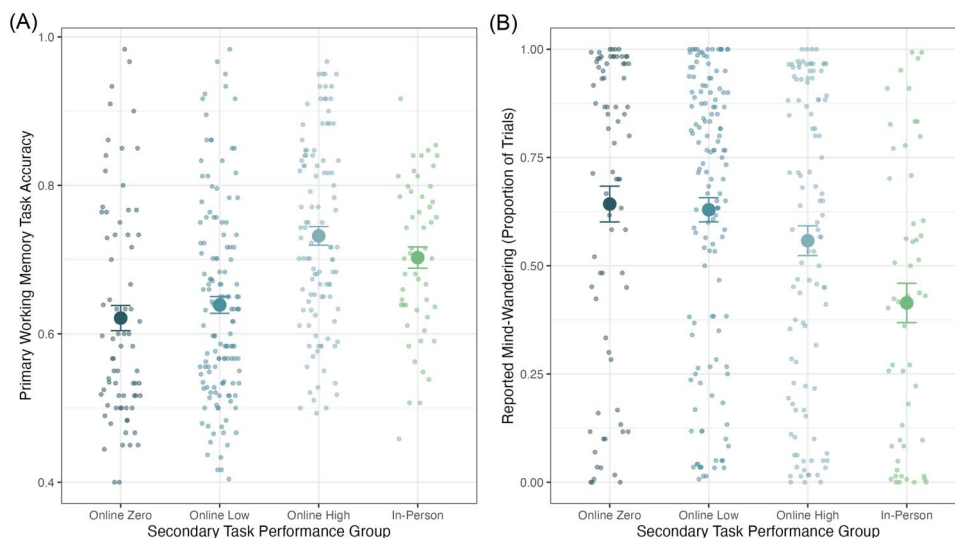 (A)
Primary Working Memory Task Accuracy
1.0
0.8
0.6
0.4
Online Zero
Online Low
Online High
In-Person
Secondary Task Performance Group
(B)
Reported Mind-Wandering (Proportion of Trials)
1.00
0.75
0.50
0.25
0.00
Online Zero
Online Low
Online High
In-Person
Secondary Task Performance Group